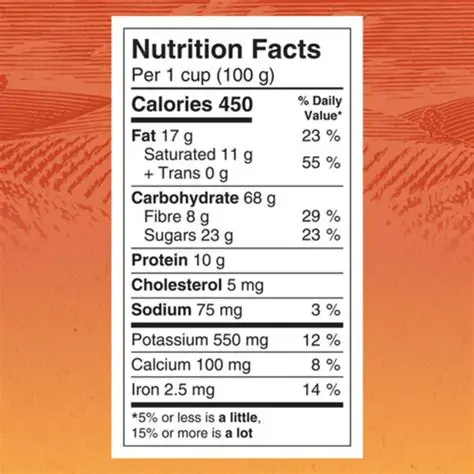 Nutrition Facts
Per 1 cup (100 g)
Calories 450
% Daily
Value*
Fat 17 g 23 %
Saturated 11 g
+ Trans 0 g 55 %
Carbohydrate 68 g
Fibre 8 g 29 %
Sugars 23 g 23 %
Protein 10 g
Cholesterol 5 mg
Sodium 75 mg 3 %
Potassium 550 mg 12 %
Calcium 100 mg 8 %
Iron 2.5 mg 14 %
*5% or less is a little,
15% or more is a lot